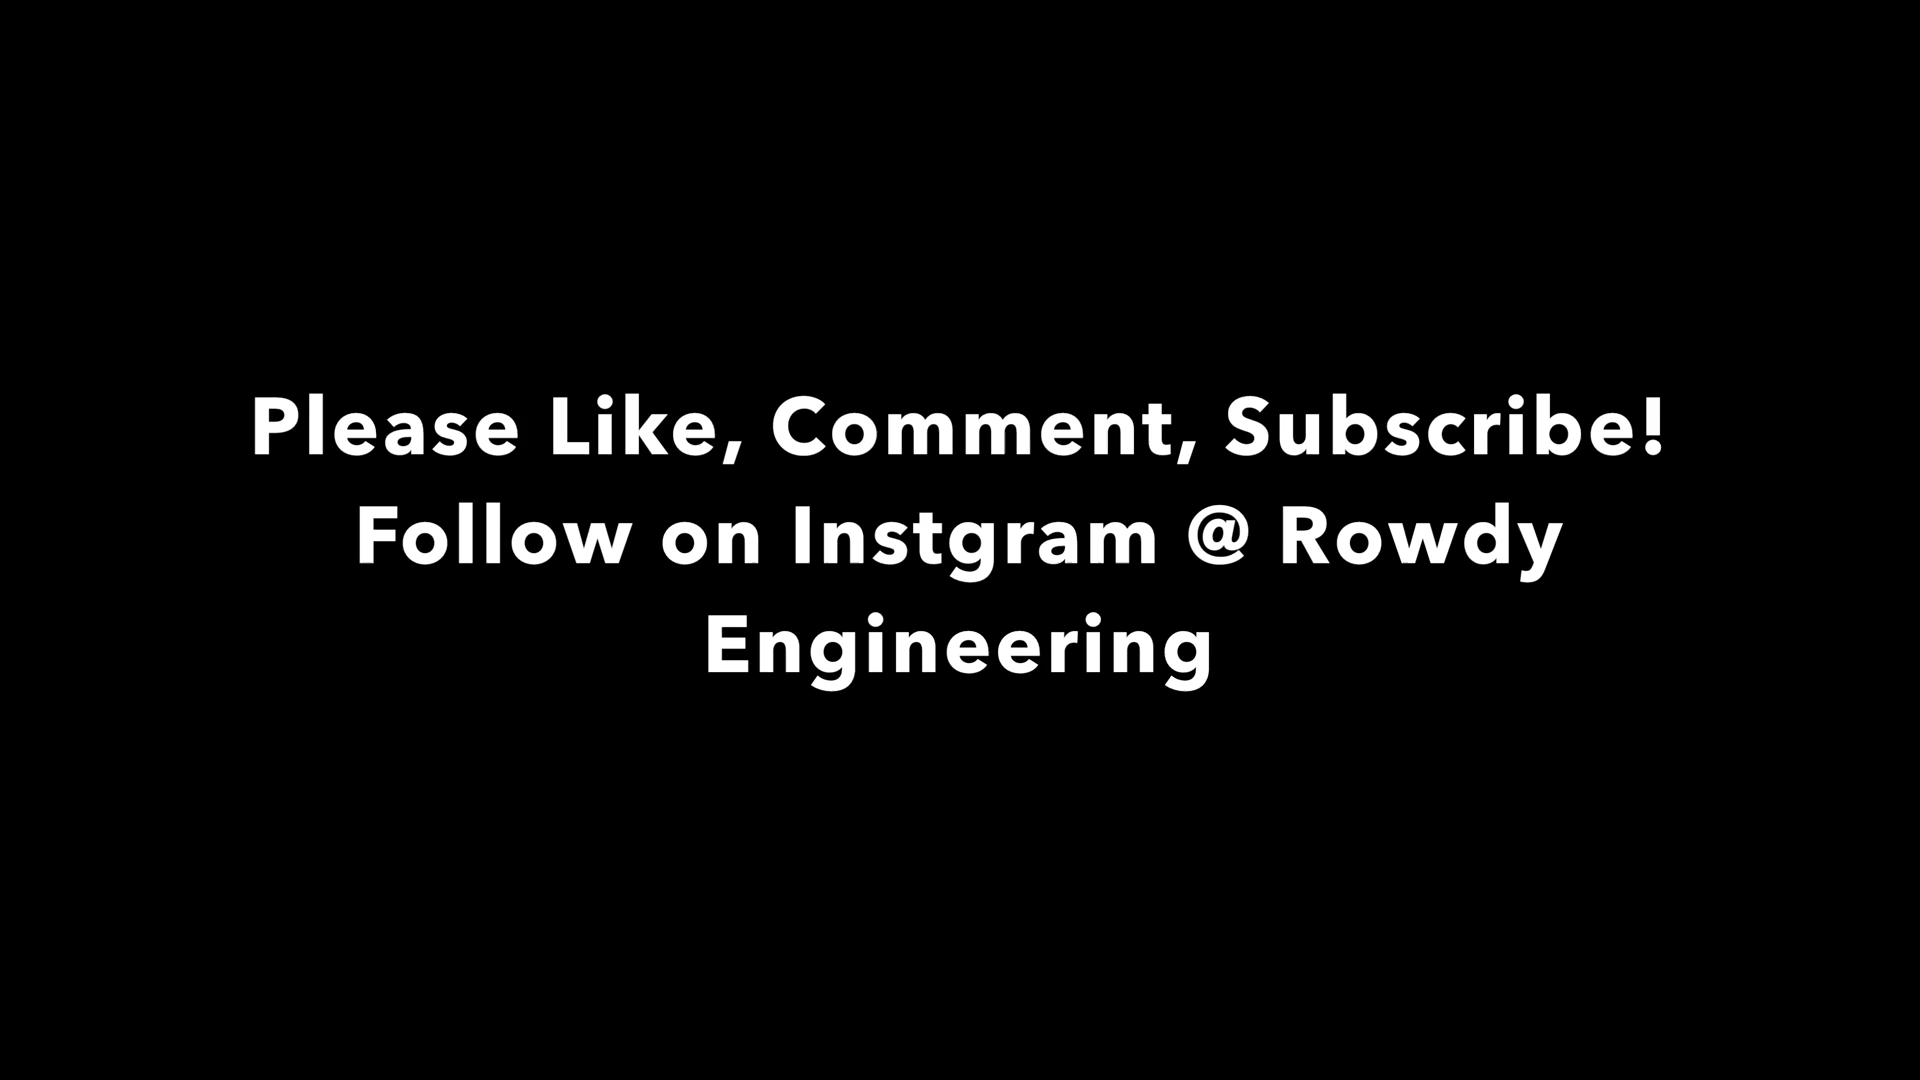 Please Like, Comment, Subscribe!
Follow on Instgram @ Rowdy
Engineering